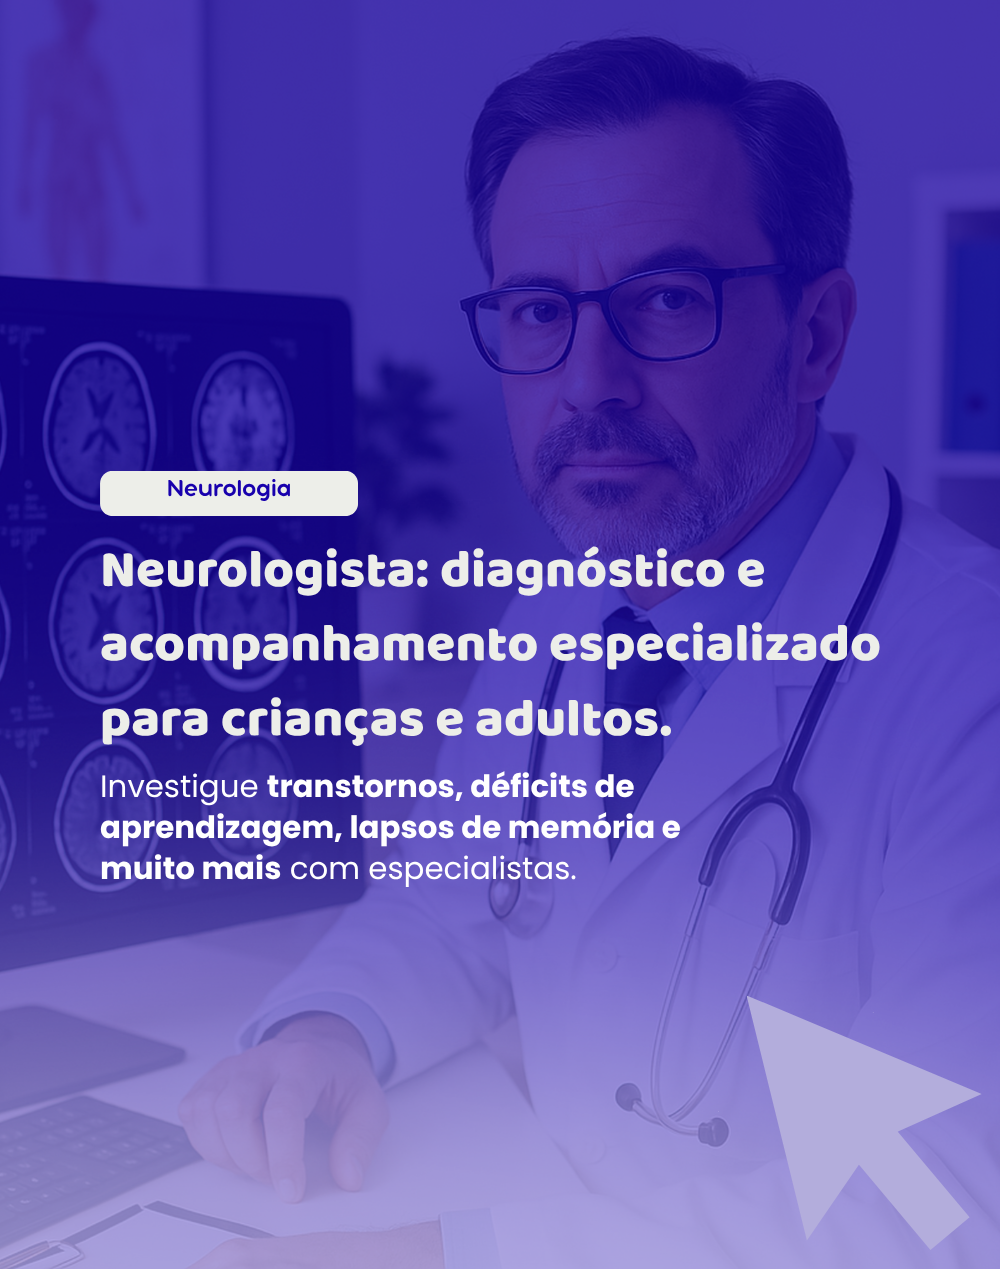 Neurologia
Neurologista: diagnóstico e
acompanhamento especializado
para crianças e adultos.
Investigue transtornos, déficits de
aprendizagem, lapsos de memória e
muito mais com especialistas.